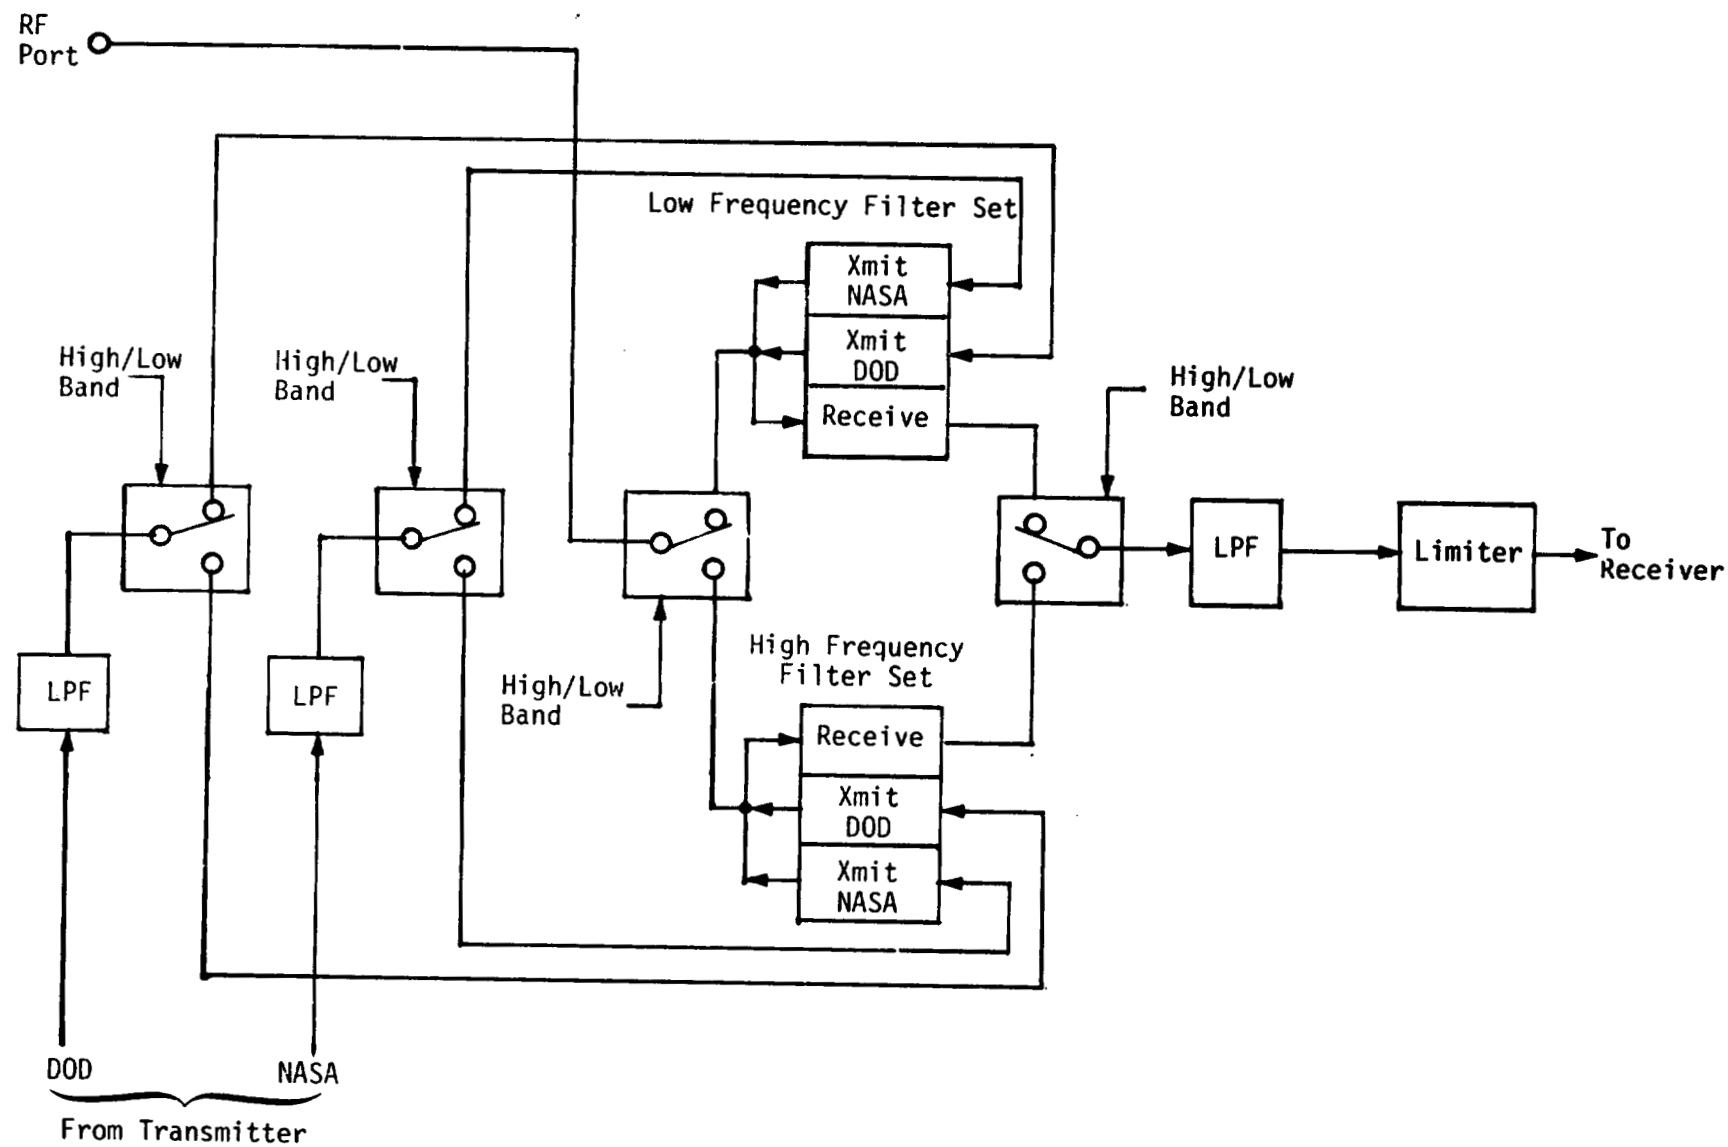 RF
Port
Low Frequency Filter Set
Xmit
NASA
Xmit
DOD
Receive
High/Low
Band
High/Low
Band
High/Low
Band
LPF
Limiter
To
Receiver
High Frequency
Filter Set
High/Low
Band
LPF
LPF
Receive
Xmit
DOD
Xmit
NASA
DOD
NASA
From Transmitter